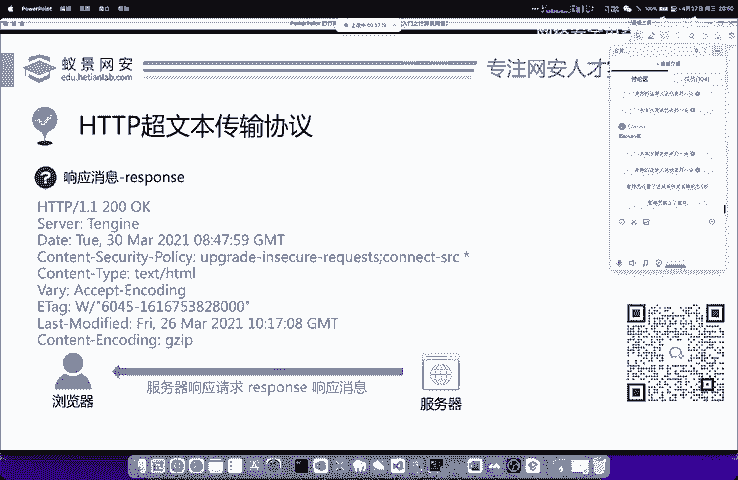 PowerPoint
蚁景网安
edu.hetianlab.com
专注网安人才
HTTP超文本传输协议
响应消息-response
HTTP/1.1 200 OK
Server: Tengine
Date: Tue, 30 Mar 2021 08:47:59 GMT
Content-Security-Policy: upgrade-insecure-requests;connect-src *
Content-Type: text/html
Vary: Accept-Encoding
ETag: W/"6045-1616753828000"
Last-Modified: Fri, 26 Mar 2021 10:17:08 GMT
Content-Encoding: gzip
服务器响应请求 response 响应消息
浏览器
服务器